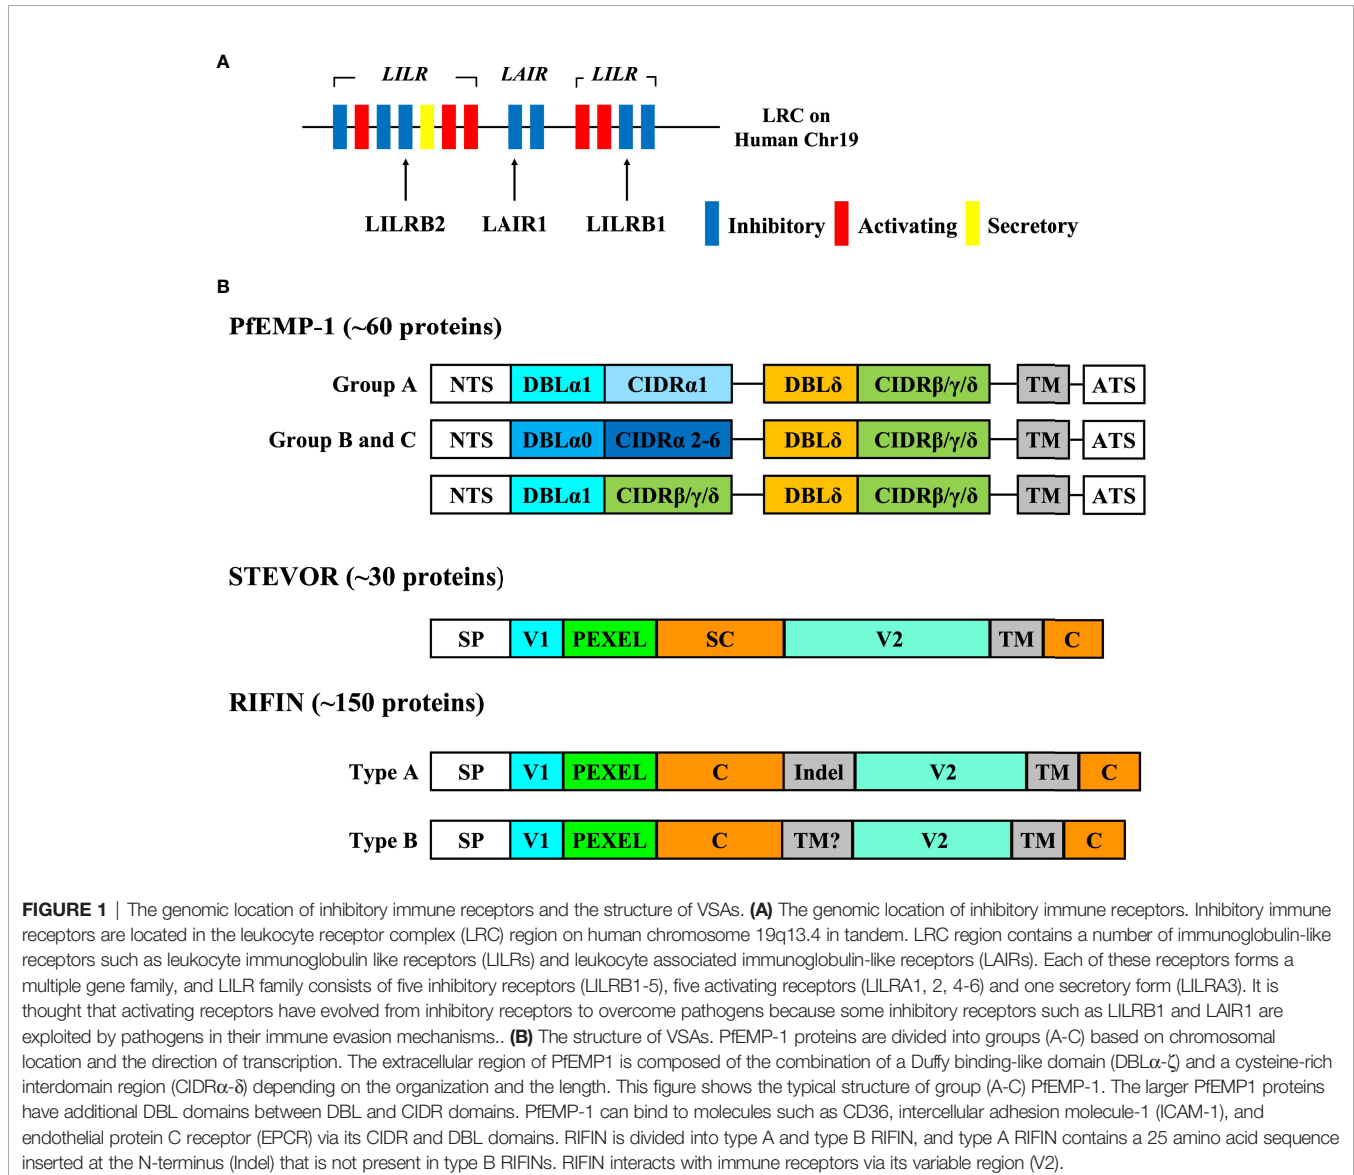 A
LILR LAIR LILR
LRC on
Human Chr19
LILRB2 LAIR1 LILRB1
Inhibitory Activating Secretory
B
PfEMP-1 (~60 proteins)
Group A NTS DBLα1 CIDRα1 DBLδ CIDRβ/γ/δ TM ATS
Group B and C NTS DBLα0 CIDRα 2-6 DBLδ CIDRβ/γ/δ TM ATS
NTS DBLα1 CIDRβ/γ/δ DBLδ CIDRβ/γ/δ TM ATS
STEVOR (~30 proteins)
SP V1 PEXEL SC V2 TM C
RIFIN (~150 proteins)
Type A SP V1 PEXEL C Indel V2 TM C
Type B SP V1 PEXEL C TM? V2 TM C
FIGURE 1 | The genomic location of inhibitory immune receptors and the structure of VSAs. (A) The genomic location of inhibitory immune receptors. Inhibitory immune
receptors are located in the leukocyte receptor complex (LRC) region on human chromosome 19q13.4 in tandem. LRC region contains a number of immunoglobulin-like
receptors such as leukocyte immunoglobulin like receptors (LILRs) and leukocyte associated immunoglobulin-like receptors (LAIRs). Each of these receptors forms a
multiple gene family, and LILR family consists of five inhibitory receptors (LILRB1-5), five activating receptors (LILRA1, 2, 4-6) and one secretory form (LILRA3). It is
thought that activating receptors have evolved from inhibitory receptors to overcome pathogens because some inhibitory receptors such as LILRB1 and LAIR1 are
exploited by pathogens in their immune evasion mechanisms.. (B) The structure of VSAs. PfEMP-1 proteins are divided into groups (A-C) based on chromosomal
location and the direction of transcription. The extracellular region of PfEMP1 is composed of the combination of a Duffy binding-like domain (DBLα-ζ) and a cysteine-rich
interdomain region (CIDRα-δ) depending on the organization and the length. This figure shows the typical structure of group (A-C) PfEMP-1. The larger PfEMP1 proteins
have additional DBL domains between DBL and CIDR domains. PfEMP-1 can bind to molecules such as CD36, intercellular adhesion molecule-1 (ICAM-1), and
endothelial protein C receptor (EPCR) via its CIDR and DBL domains. RIFIN is divided into type A and type B RIFIN, and type A RIFIN contains a 25 amino acid sequence
inserted at the N-terminus (Indel) that is not present in type B RIFINs. RIFIN interacts with immune receptors via its variable region (V2).